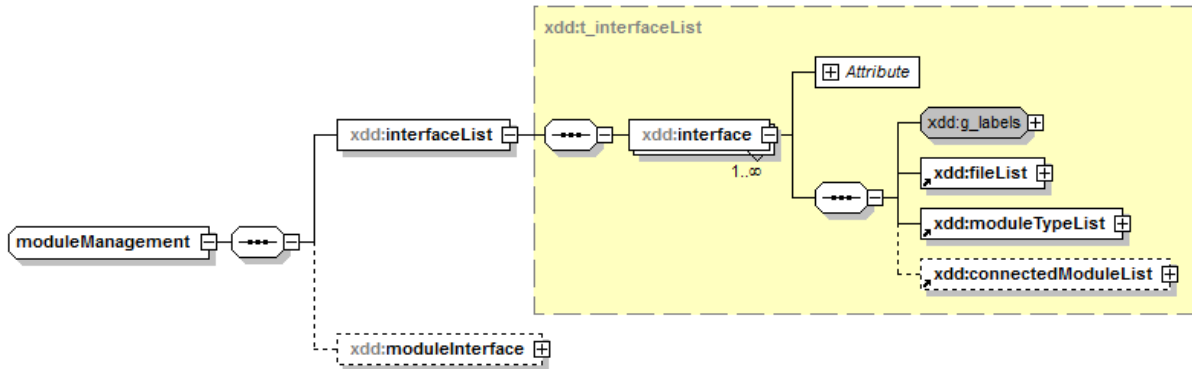 xdd:t_interfaceList
Attribute
xdd:g_labels
xdd:interfaceList
xdd:interface
1..∞
xdd:fileList
xdd:moduleTypeList
moduleManagement
xdd:connectedModuleList
xdd:moduleInterface